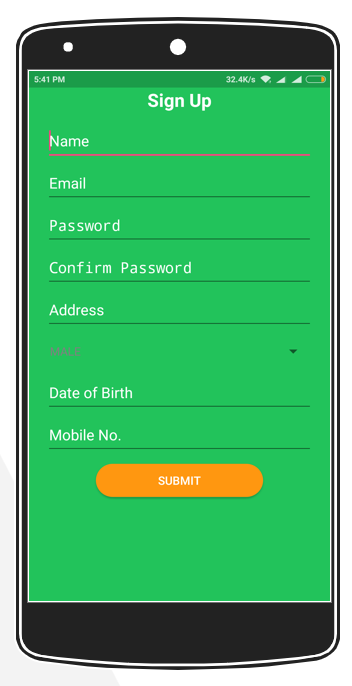 5:41 PM 32.4K/s
Sign Up
Name
Email
Password
Confirm Password
Address
MALE
Date of Birth
Mobile No.
SUBMIT